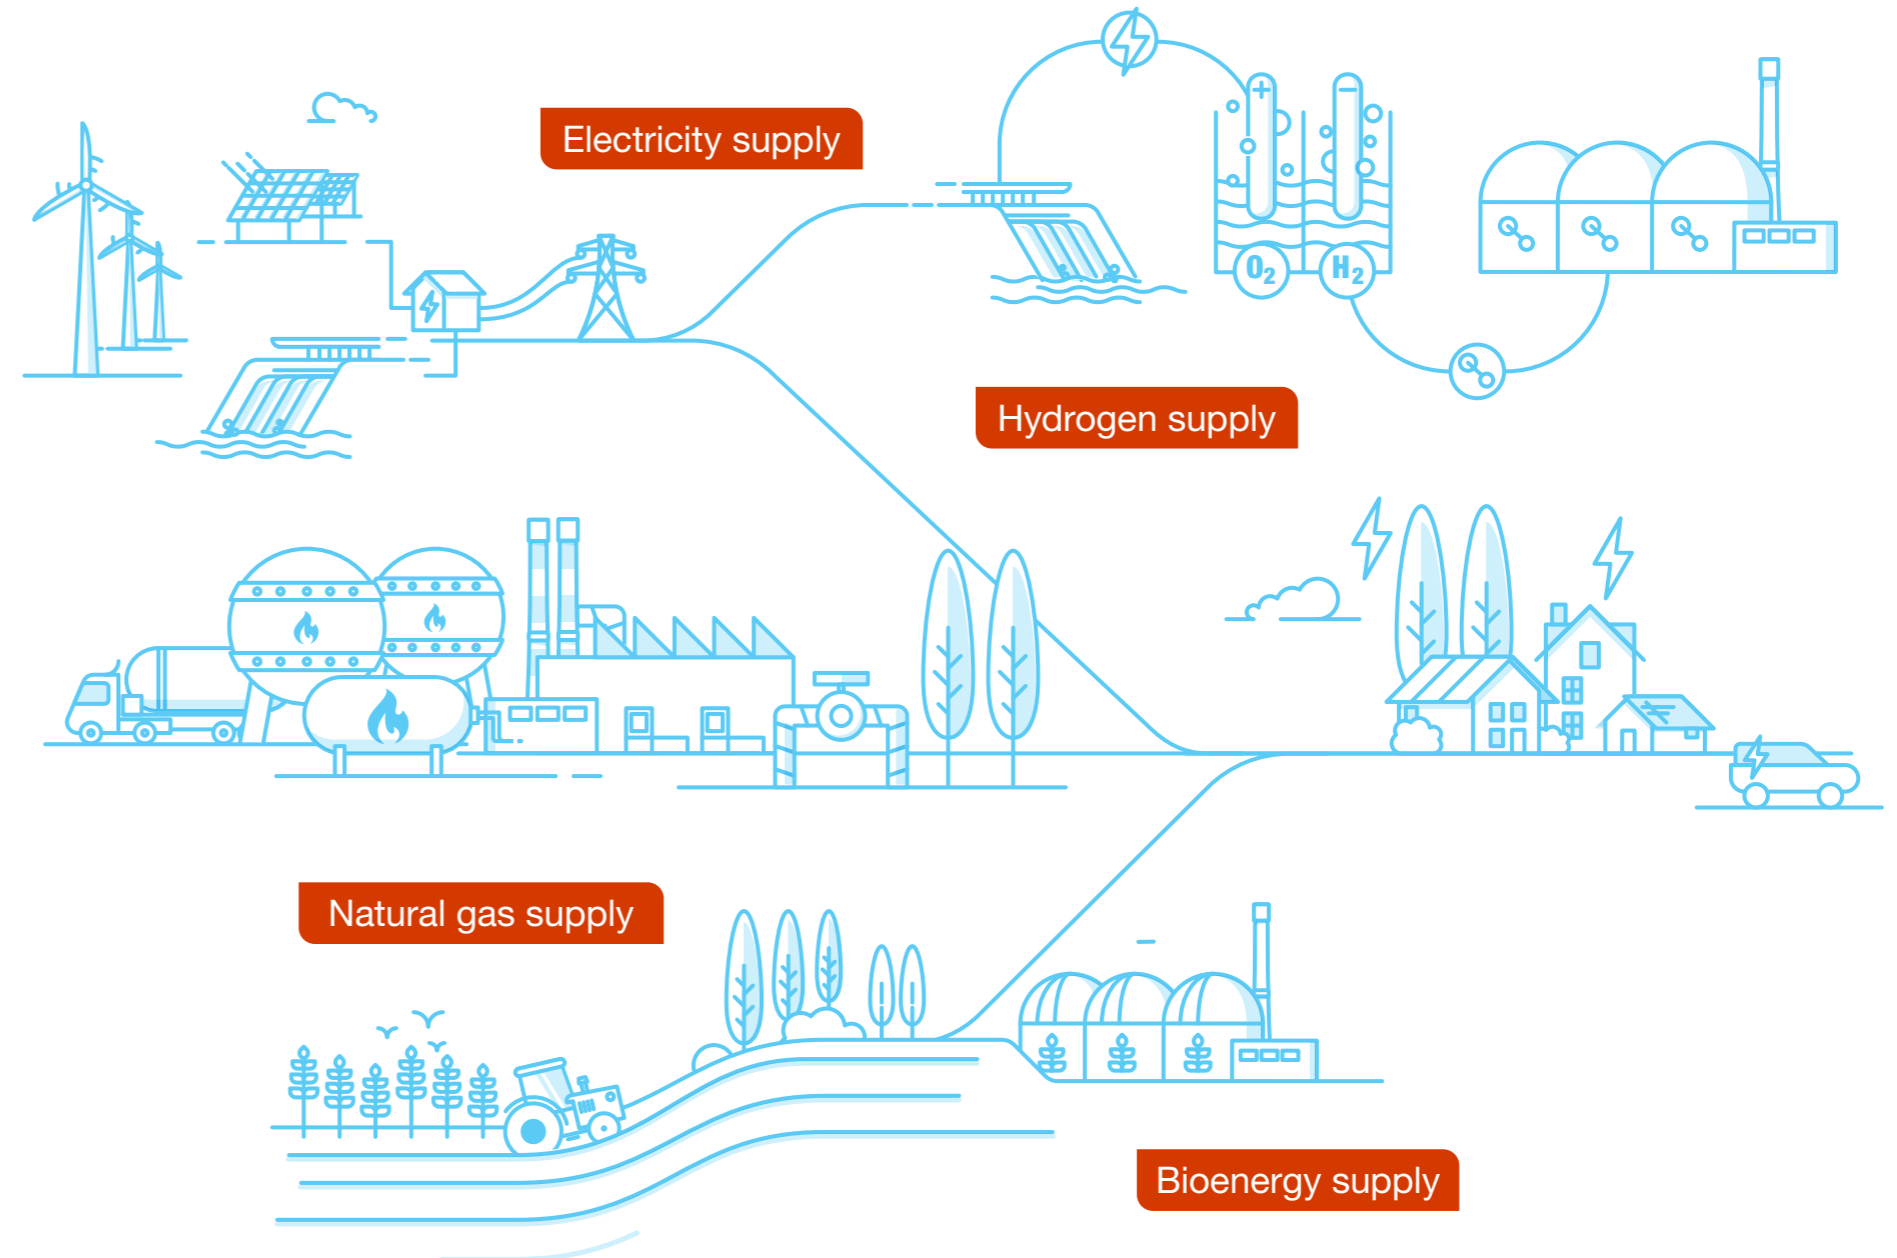 Electricity supply
+
−
O₂
H₂
Hydrogen supply
Natural gas supply
Bioenergy supply